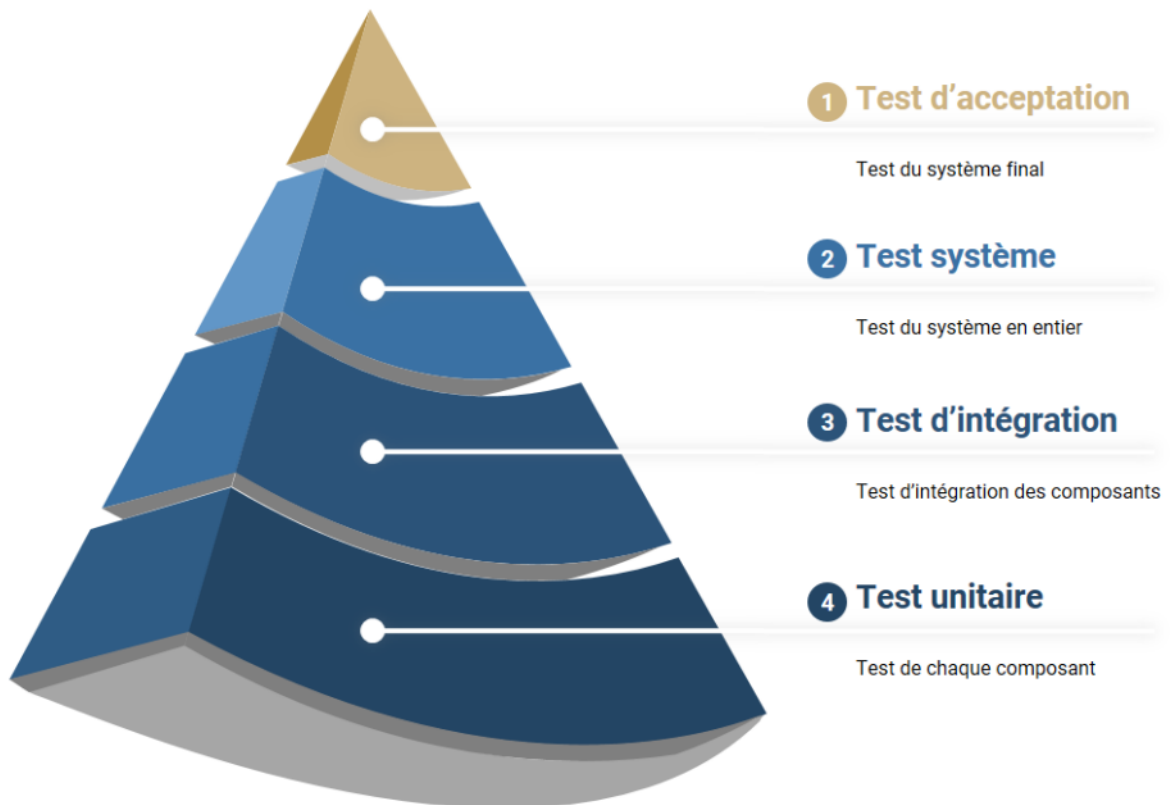 1 Test d’acceptation
Test du système final
2 Test système
Test du système en entier
3 Test d’intégration
Test d’intégration des composants
4 Test unitaire
Test de chaque composant